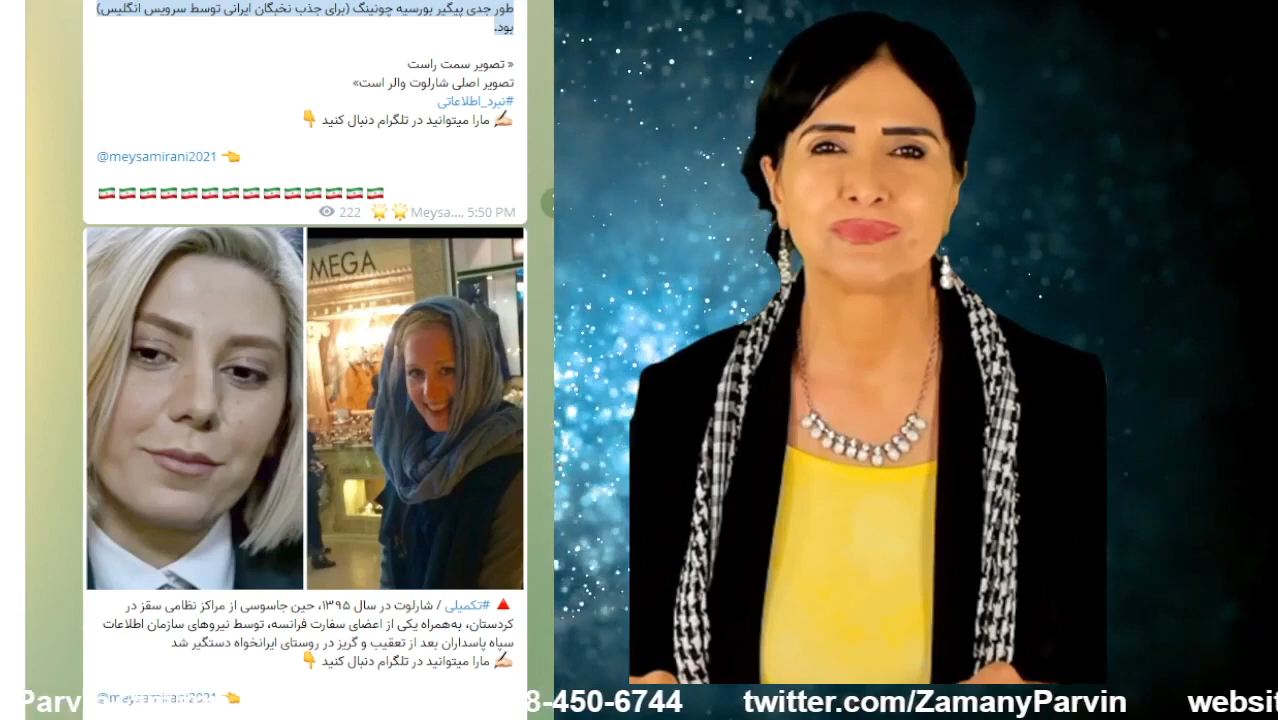 طور جدی پیگیر بورسیه چونینگ (برای جذب نخبگان ایرانی توسط سرویس انگلیس)
بود.
« تصویر سمت راست
تصویر اصلی شارلوت والر است»
#نبرد_اطلاعاتی
✍🏻 مارا میتوانید در تلگرام دنبال کنید 👇
@meysamirani2021 👈
222 Meysa..., 5:50 PM
MEGA
🔺 #تکمیلی / شارلوت در سال ۱۳۹۵، حین جاسوسی از مراکز نظامی سقز در
کردستان، به‌همراه یکی از اعضای سفارت فرانسه، توسط نیروهای سازمان اطلاعات
سپاه پاسداران بعد از تعقیب و گریز در روستای ایرانخواه دستگیر شد
✍🏻 مارا میتوانید در تلگرام دنبال کنید 👇
@meysamirani2021 👈
Parv 8-450-6744 twitter.com/ZamanyParvin websit